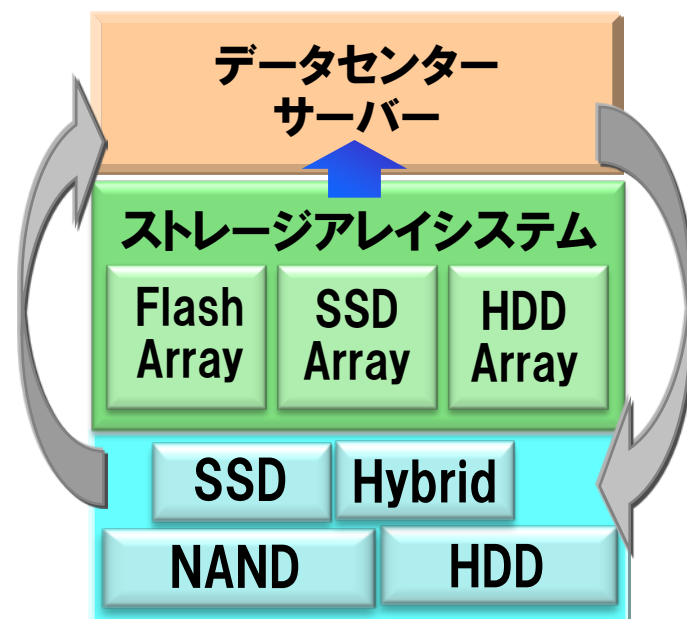 データセンター
サーバー
ストレージアレイシステム
Flash
Array
SSD
Array
HDD
Array
SSD
Hybrid
NAND
HDD